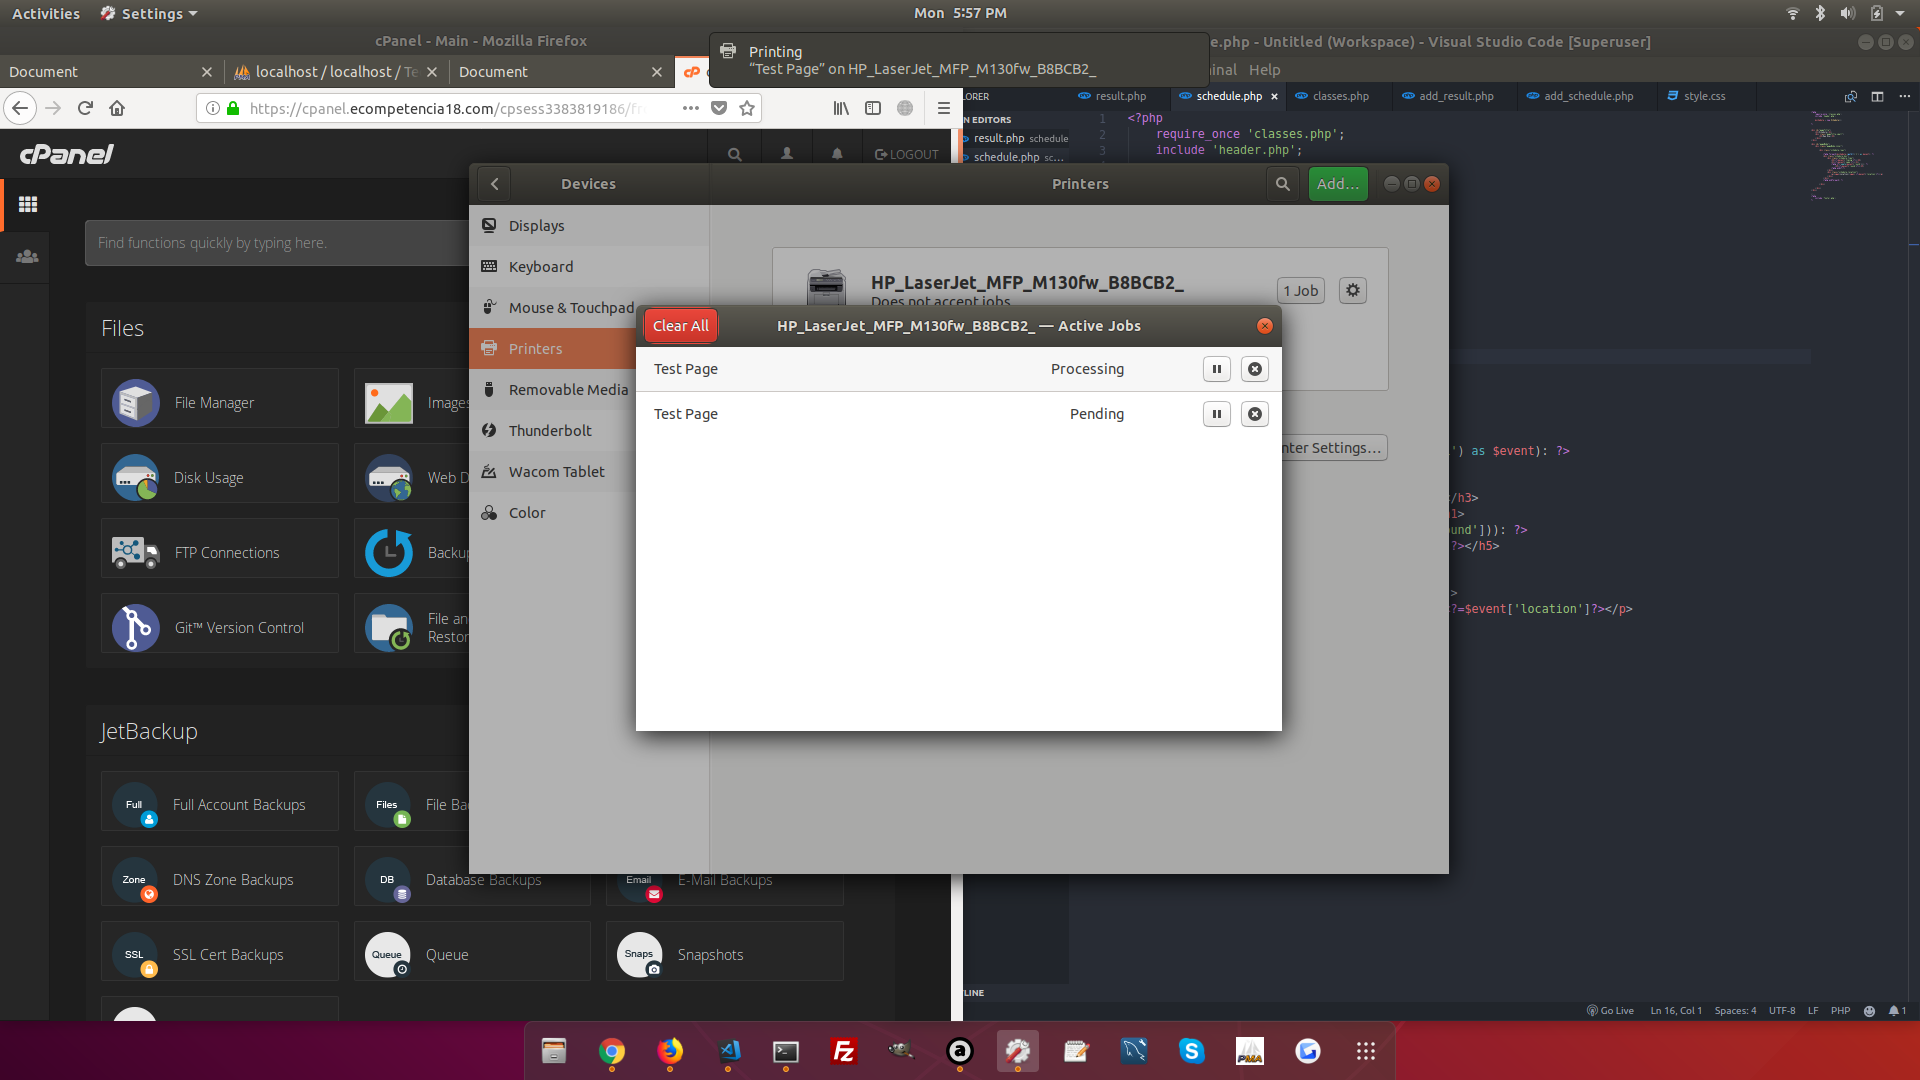 Activities
Settings
Mon 5:57 PM
cPanel - Main - Mozilla Firefox
Printing
"Test Page" on HP_LaserJet_MFP_M130fw_B8BCB2_
e.php - Untitled (Workspace) - Visual Studio Code [Superuser]
Document
localhost / localhost / Te
Document
cP
inal
Help
https://cpanel.ecompetencia18.com/cpsess3383819186/fr
LORER
result.php
schedule.php
classes.php
add_result.php
add_schedule.php
style.css
N EDITORS
result.php schedule
schedule.php sc...
1 <?php
2 require_once 'classes.php';
3 include 'header.php';
cPanel
LOGOUT
Devices
Printers
Add...
Find functions quickly by typing here.
Displays
Keyboard
Mouse & Touchpad
Printers
Removable Media
Thunderbolt
Wacom Tablet
Color
HP_LaserJet_MFP_M130fw_B8BCB2_
Does not accept jobs
1 Job
Clear All
HP_LaserJet_MFP_M130fw_B8BCB2_ — Active Jobs
Test Page Processing
Test Page Pending
nter Settings...
') as $event): ?>
/h3>
1>
und'])): ?>
?></h5>
>
?=$event['location']?></p>
Files
File Manager
Images
Disk Usage
Web D
FTP Connections
Backup
Git™ Version Control
File an
Restor
JetBackup
Full
Full Account Backups
Files
File Ba
Zone
DNS Zone Backups
DB
Database Backups
Email
E-Mail Backups
SSL
SSL Cert Backups
Queue
Queue
Snaps
Snapshots
LINE
Go Live
Ln 16, Col 1
Spaces: 4
UTF-8
LF
PHP
1
Fz
a
S
PMA